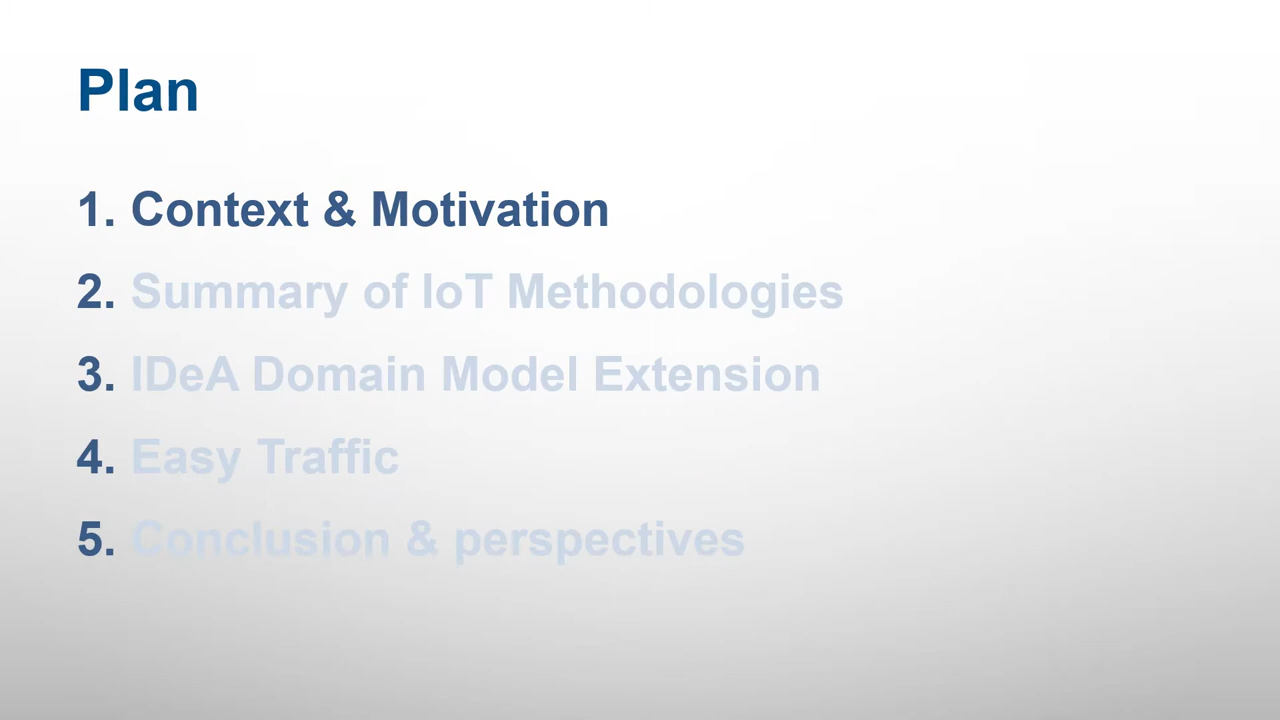 Plan
1. Context & Motivation
2. Summary of IoT Methodologies
3. IDeA Domain Model Extension
4. Easy Traffic
5. Conclusion & perspectives